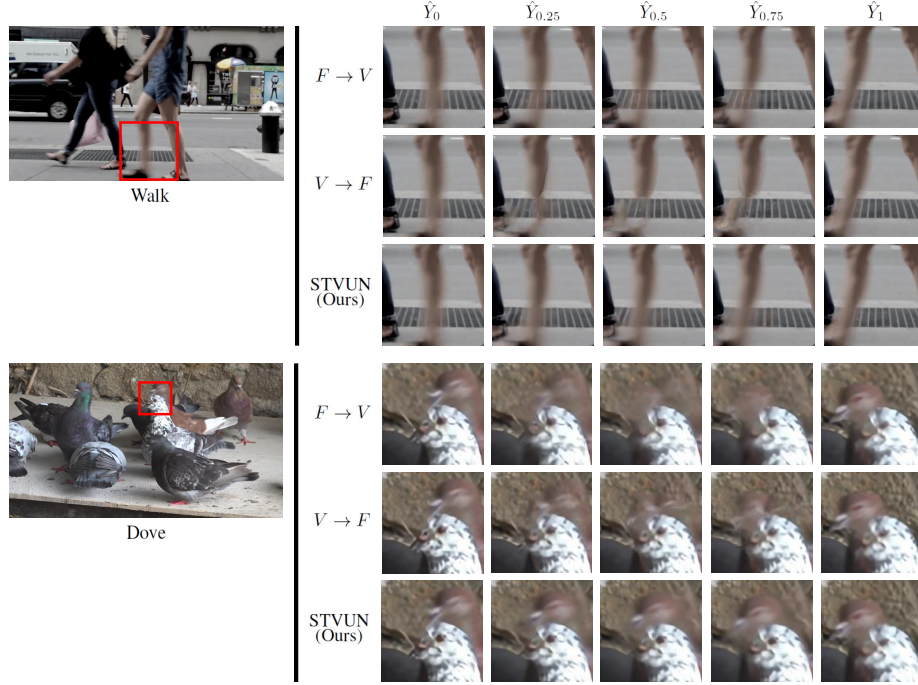 Ŷ₀ Ŷ₀.₂₅ Ŷ₀.₅ Ŷ₀.₇₅ Ŷ₁
F → V
V → F
STVUN
(Ours)
Walk
F → V
V → F
STVUN
(Ours)
Dove